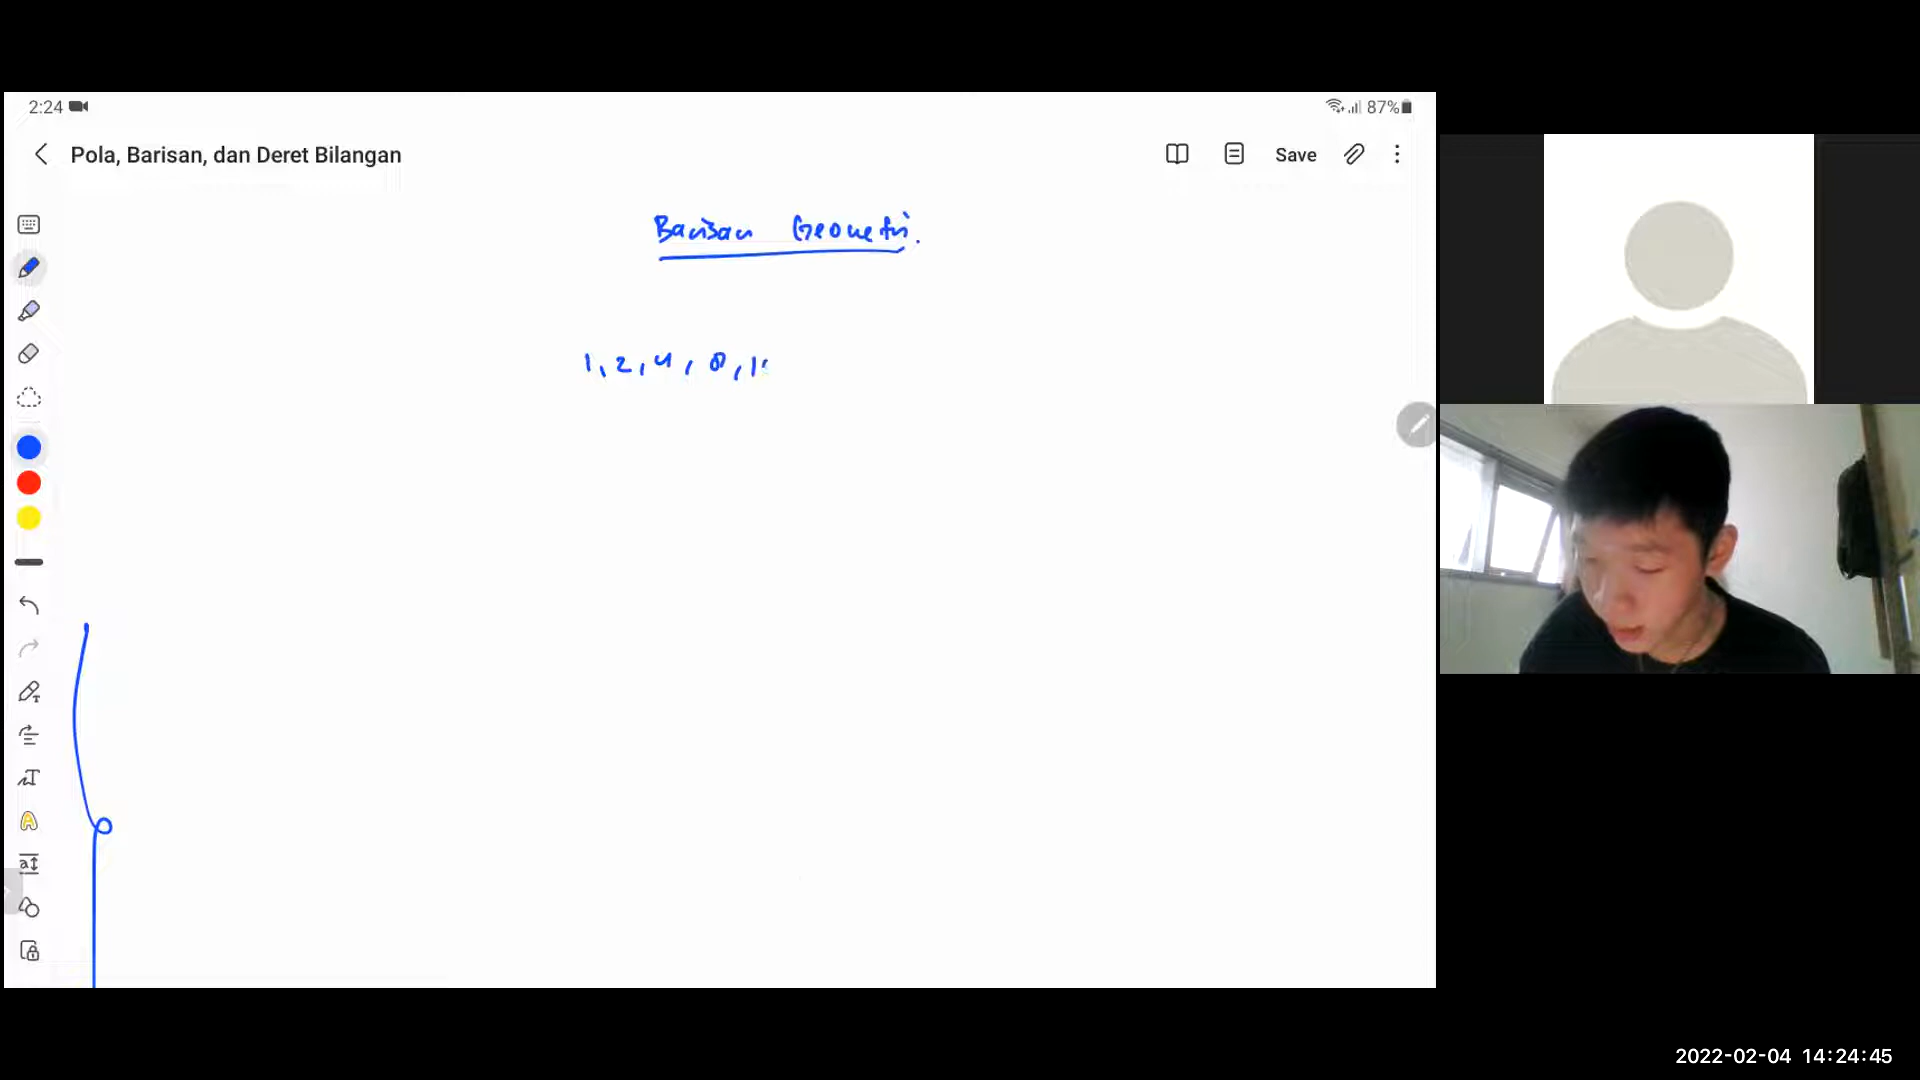 2:24
87%
Pola, Barisan, dan Deret Bilangan
Save
Barisan Geometri.
1, 2, 4, 8, 1
2022-02-04 14:24:45